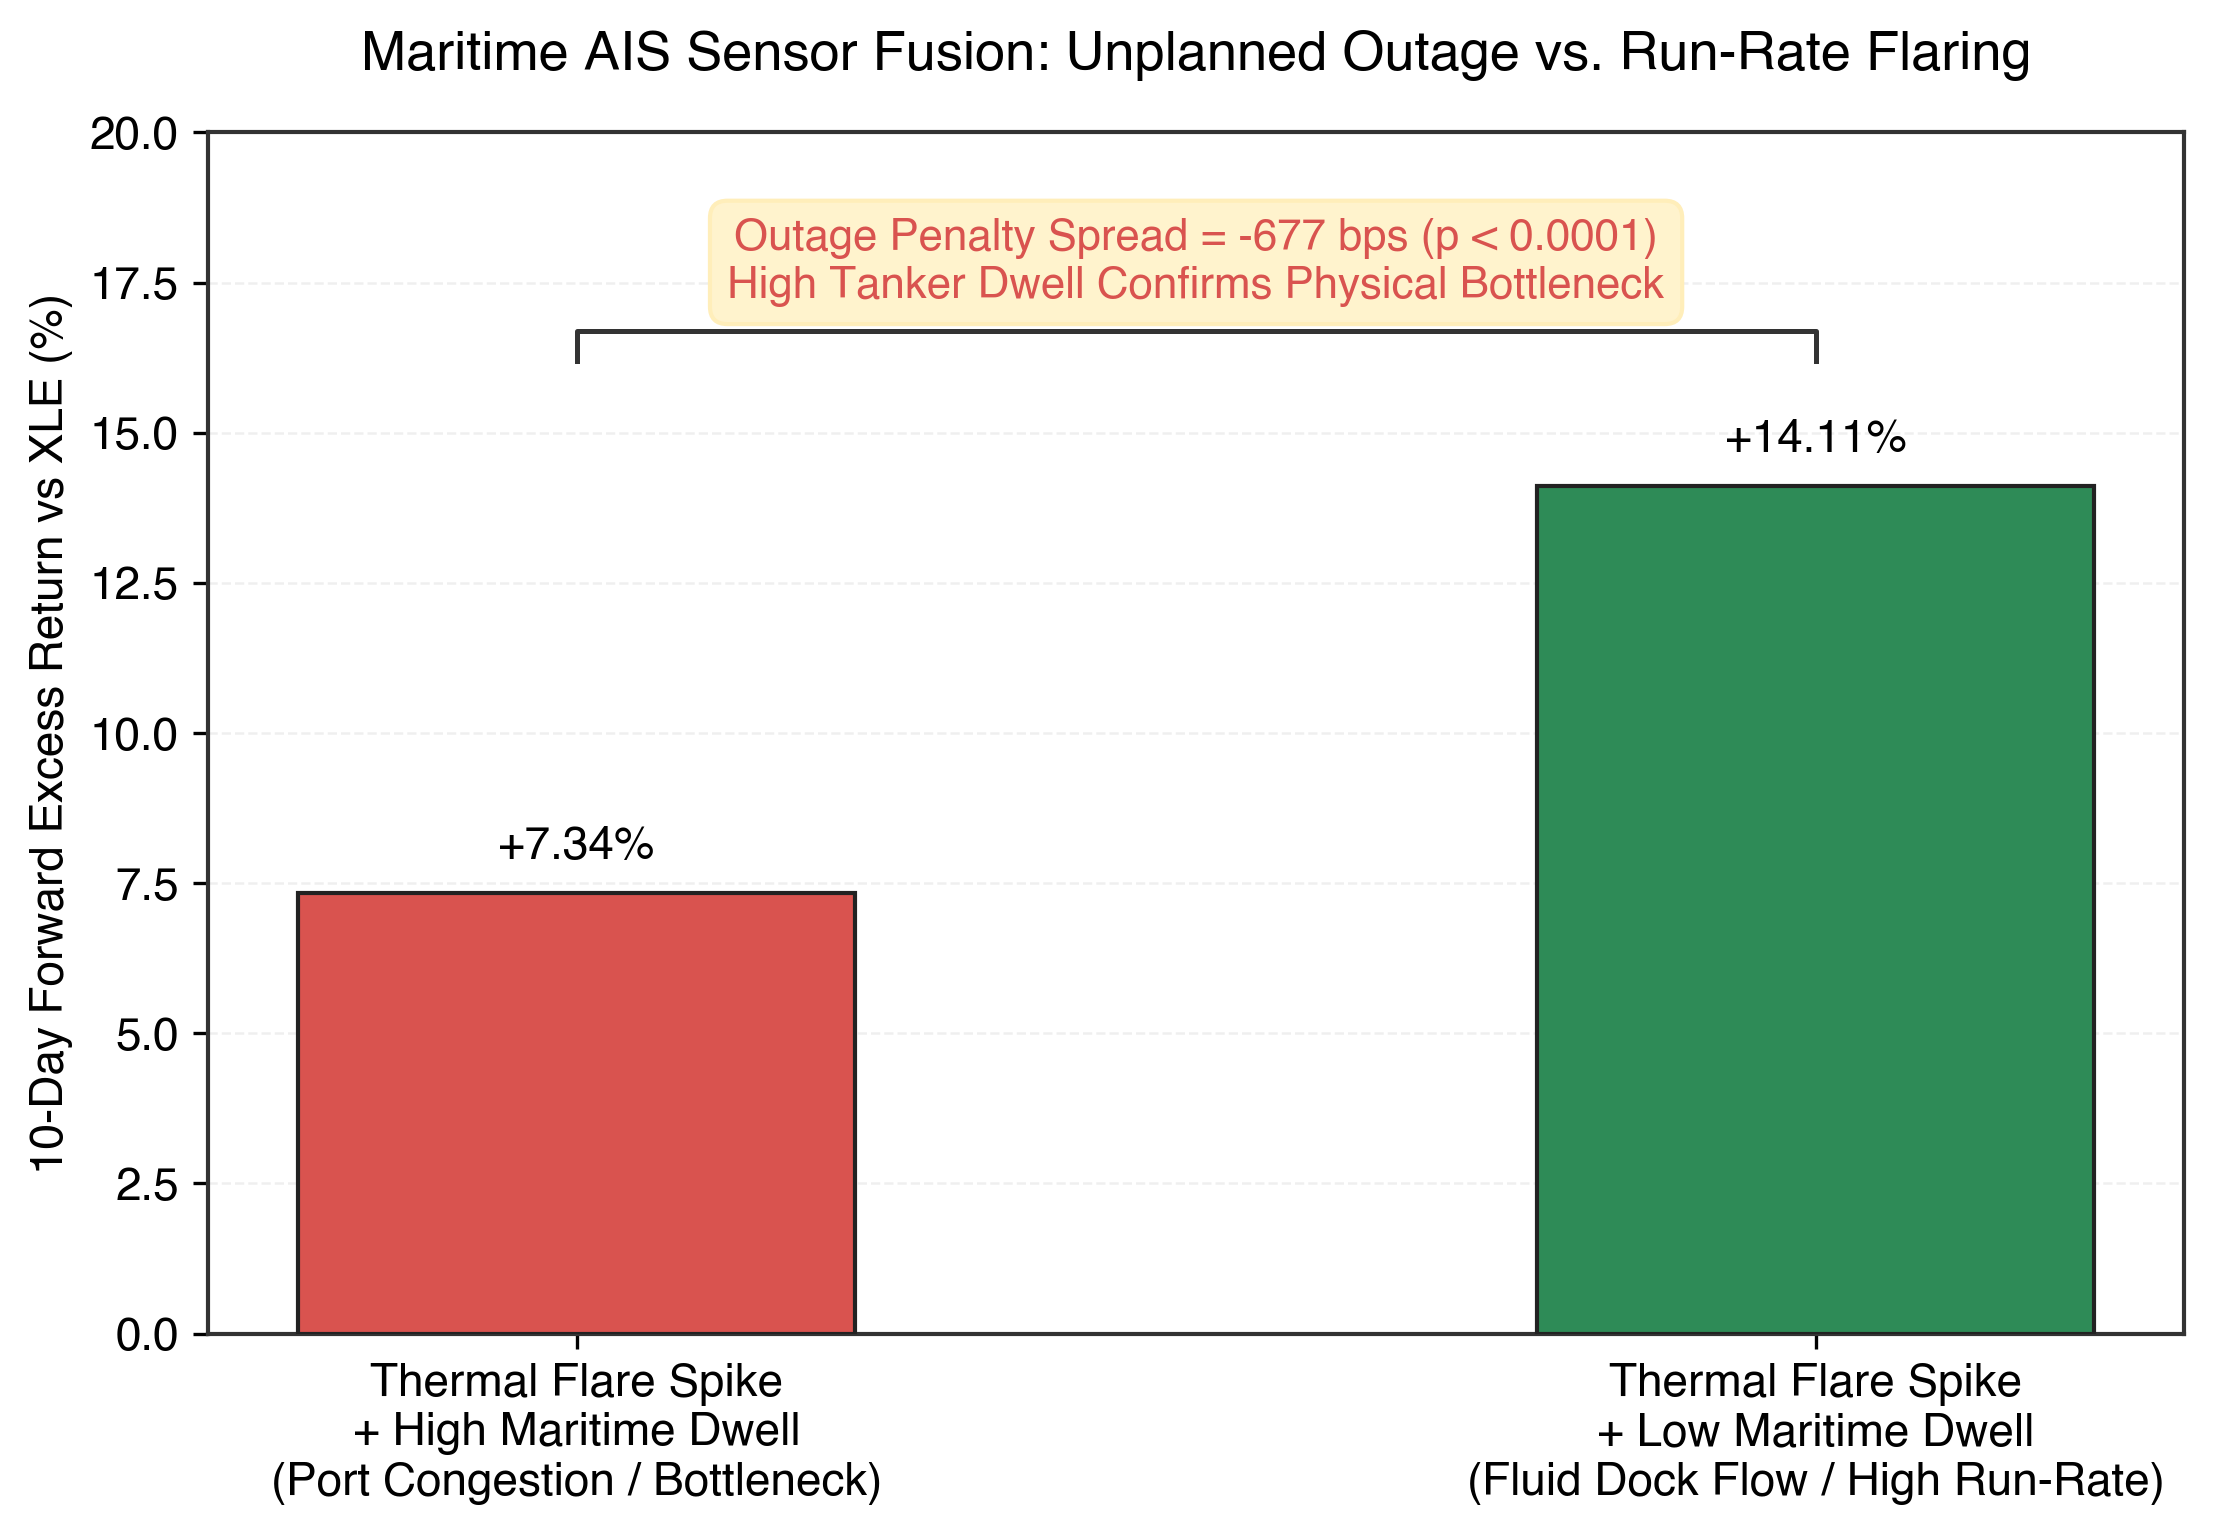 Maritime AIS Sensor Fusion: Unplanned Outage vs. Run-Rate Flaring
10-Day Forward Excess Return vs XLE (%)
20.0
17.5
15.0
12.5
10.0
7.5
5.0
2.5
0.0
Outage Penalty Spread = -677 bps (p < 0.0001)
High Tanker Dwell Confirms Physical Bottleneck
+7.34%
+14.11%
Thermal Flare Spike
+ High Maritime Dwell
(Port Congestion / Bottleneck)
Thermal Flare Spike
+ Low Maritime Dwell
(Fluid Dock Flow / High Run-Rate)